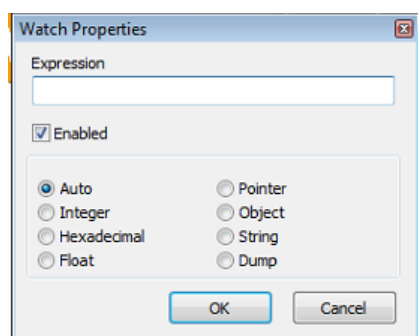 Watch Properties
Expression
Enabled
Auto
Pointer
Integer
Object
Hexadecimal
String
Float
Dump
OK
Cancel